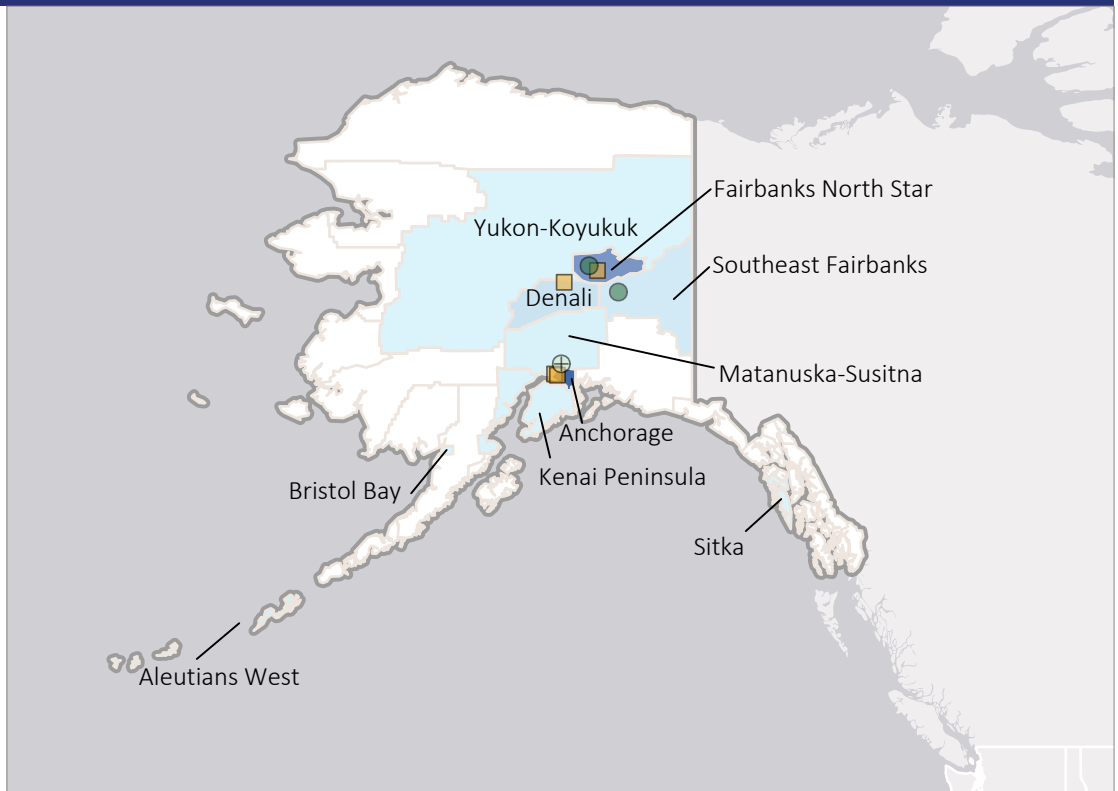 Fairbanks North Star
Yukon-Koyukuk
Southeast Fairbanks
Denali
Matanuska-Susitna
Anchorage
Kenai Peninsula
Bristol Bay
Sitka
Aleutians West